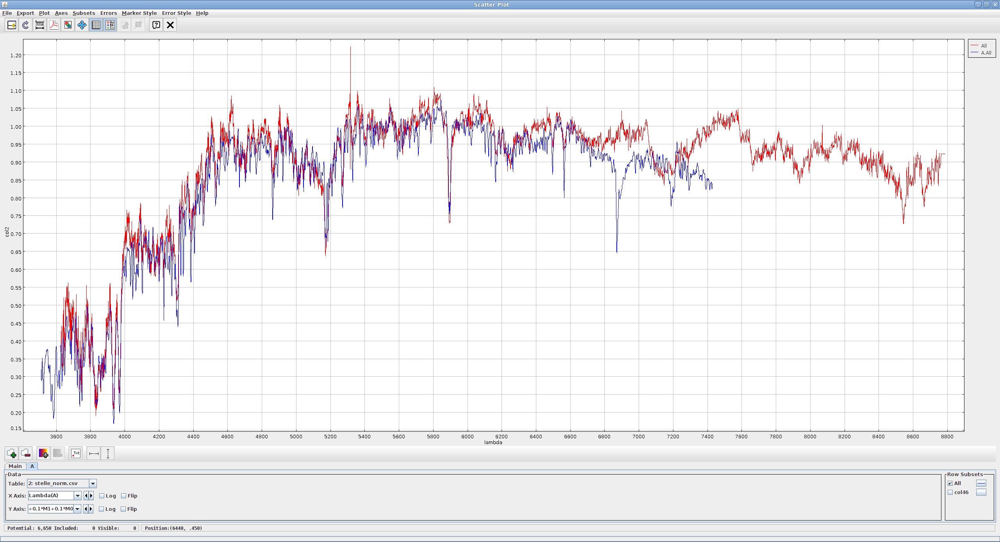 Scatter Plot
File Export Plot Axes Subsets Errors Marker Style Error Style Help
TITLE
Aa
Bb
Cc
All
A.All
1.20
1.15
1.10
1.05
1.00
0.95
0.90
0.85
0.80
0.75
0.70
0.65
0.60
0.55
0.50
0.45
0.40
0.35
0.30
0.25
0.20
0.15
col2
3600 3800 4000 4200 4400 4600 4800 5000 5200 5400 5600 5800 6000 6200 6400 6600 6800 7000 7200 7400 7600 7800 8000 8200 8400 8600 8800
lambda
Txt
Main A
Data
Table: 2: stelle_norm.csv
X Axis: Lambda(A) Log Flip
Y Axis: +0.1*M1+0.1*M0 Log Flip
Row Subsets
All
col46
Potential: 6,650 Included: 0 Visible: 0 Position:(6440, .450)